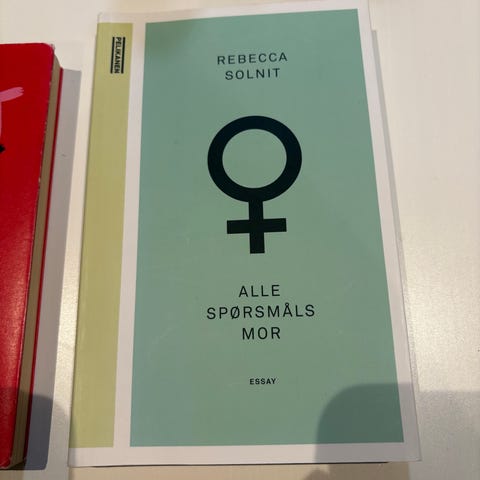 PELIKANEN
REBECCA
SOLNIT
ALLE
SPØRSMÅLS
MOR
ESSAY